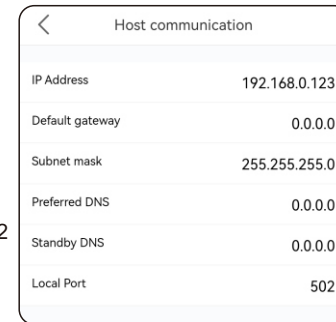 Host communication
IP Address 192.168.0.123
Default gateway 0.0.0.0
Subnet mask 255.255.255.0
Preferred DNS 0.0.0.0
2
Standby DNS 0.0.0.0
Local Port 502